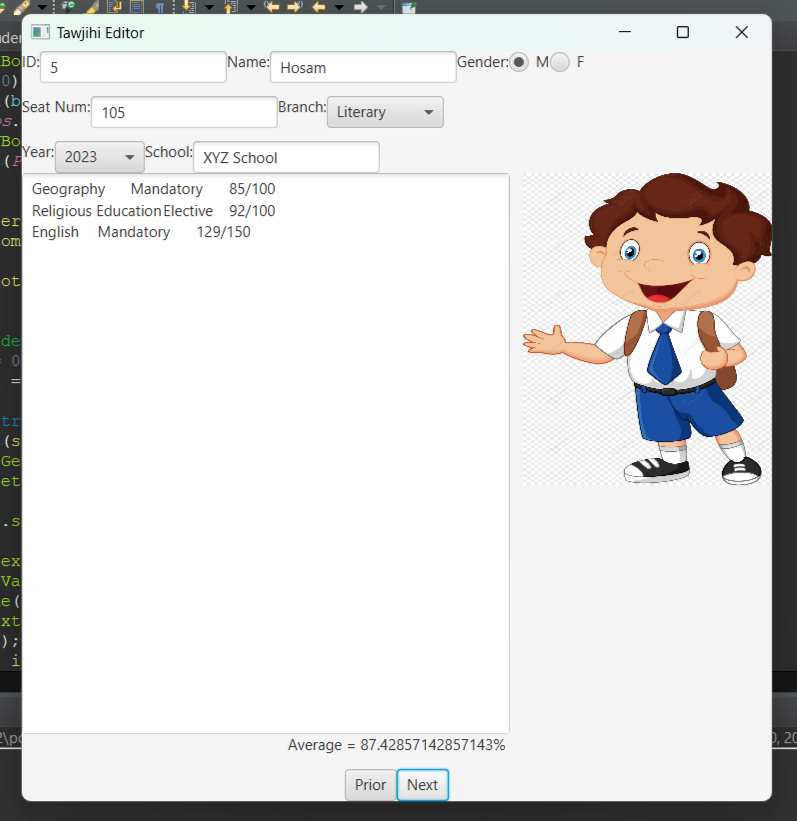 Tawjihi Editor
ID: 5 Name: Hosam Gender: M F
Seat Num: 105 Branch: Literary
Year: 2023 School: XYZ School
Geography Mandatory 85/100
Religious Education Elective 92/100
English Mandatory 129/150
Average = 87.42857142857143%
Prior Next